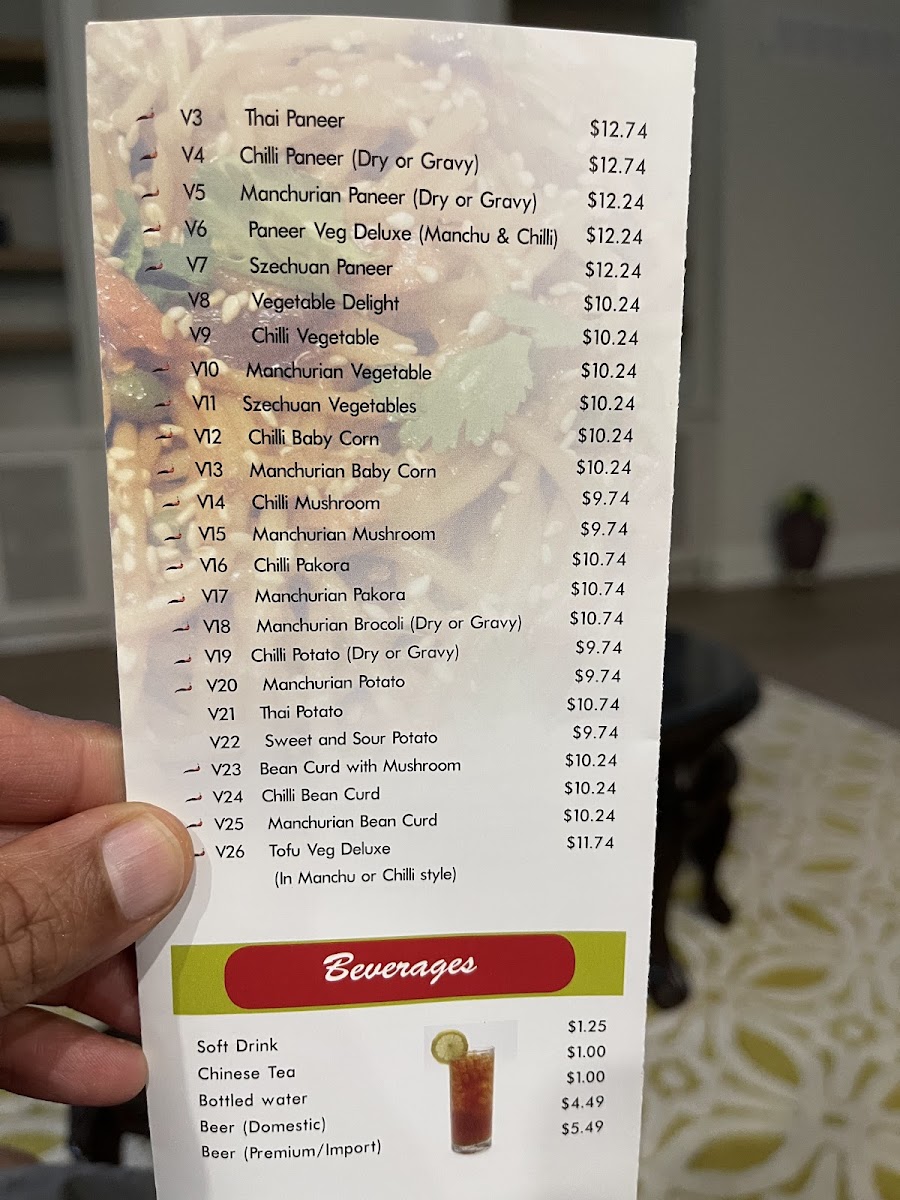 V3 Thai Paneer $12.74
V4 Chilli Paneer (Dry or Gravy) $12.74
V5 Manchurian Paneer (Dry or Gravy) $12.24
V6 Paneer Veg Deluxe (Manchu & Chilli) $12.24
V7 Szechuan Paneer $12.24
V8 Vegetable Delight $10.24
V9 Chilli Vegetable $10.24
V10 Manchurian Vegetable $10.24
V11 Szechuan Vegetables $10.24
V12 Chilli Baby Corn $10.24
V13 Manchurian Baby Corn $10.24
V14 Chilli Mushroom $9.74
V15 Manchurian Mushroom $9.74
V16 Chilli Pakora $10.74
V17 Manchurian Pakora $10.74
V18 Manchurian Brocoli (Dry or Gravy) $10.74
V19 Chilli Potato (Dry or Gravy) $9.74
V20 Manchurian Potato $9.74
V21 Thai Potato $10.74
V22 Sweet and Sour Potato $9.74
V23 Bean Curd with Mushroom $10.24
V24 Chilli Bean Curd $10.24
V25 Manchurian Bean Curd $10.24
V26 Tofu Veg Deluxe $11.74
(In Manchu or Chilli style)
Beverages
Soft Drink $1.25
Chinese Tea $1.00
Bottled water $1.00
Beer (Domestic) $4.49
Beer (Premium/Import) $5.49